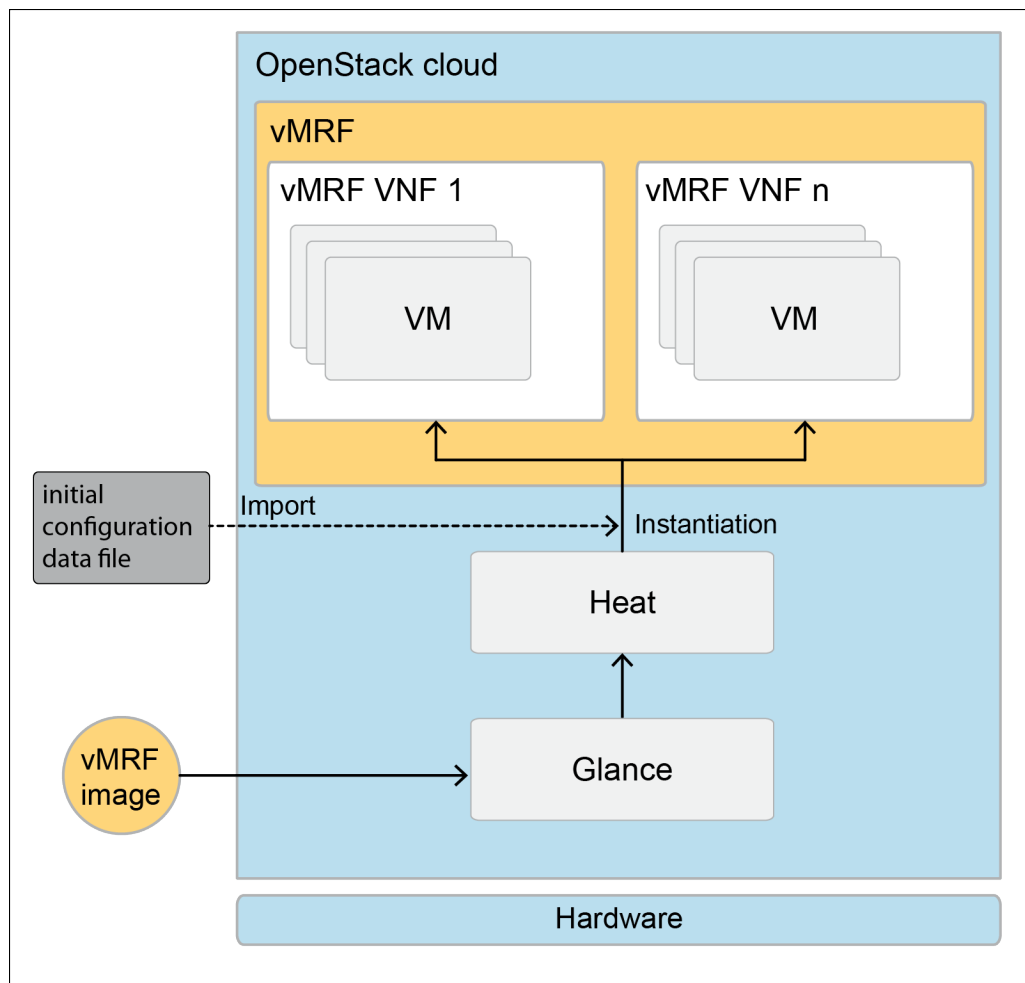 OpenStack cloud
vMRF
vMRF VNF 1
vMRF VNF n
VM
VM
initial
configuration
data file
Import
Instantiation
Heat
vMRF
image
Glance
Hardware